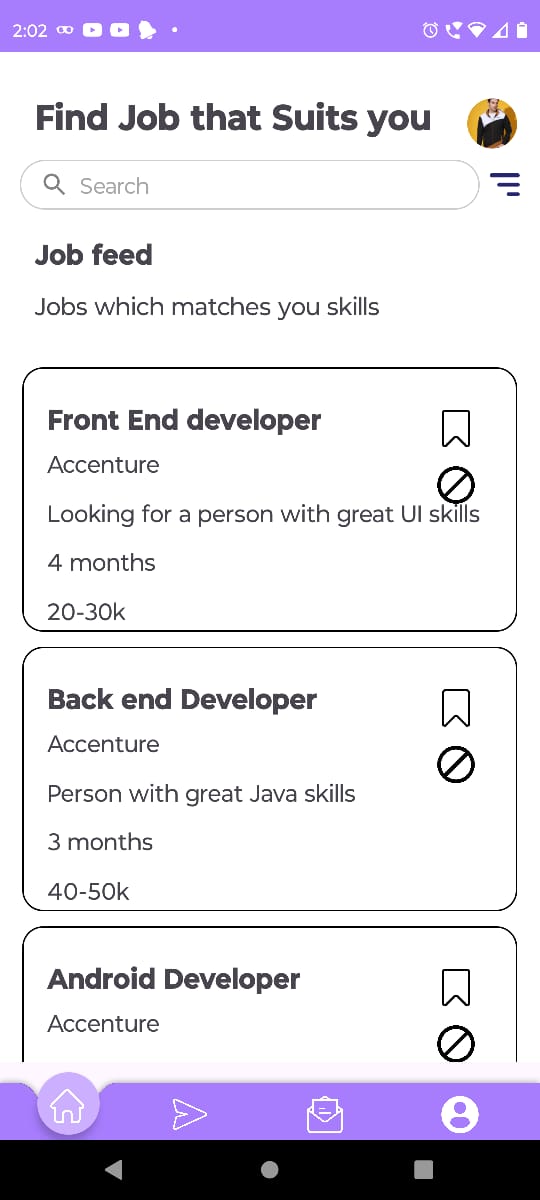 2:02
Find Job that Suits you
Search
Job feed
Jobs which matches you skills
Front End developer
Accenture
Looking for a person with great UI skills
4 months
20-30k
Back end Developer
Accenture
Person with great Java skills
3 months
40-50k
Android Developer
Accenture